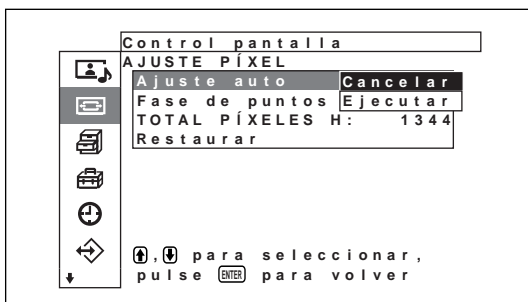 Control pantalla
AJUSTE PÍXEL
Ajuste auto Cancelar
Fase de puntos Ejecutar
TOTAL PÍXELES H: 1344
Restaurar
, para seleccionar,
pulse ENTER para volver